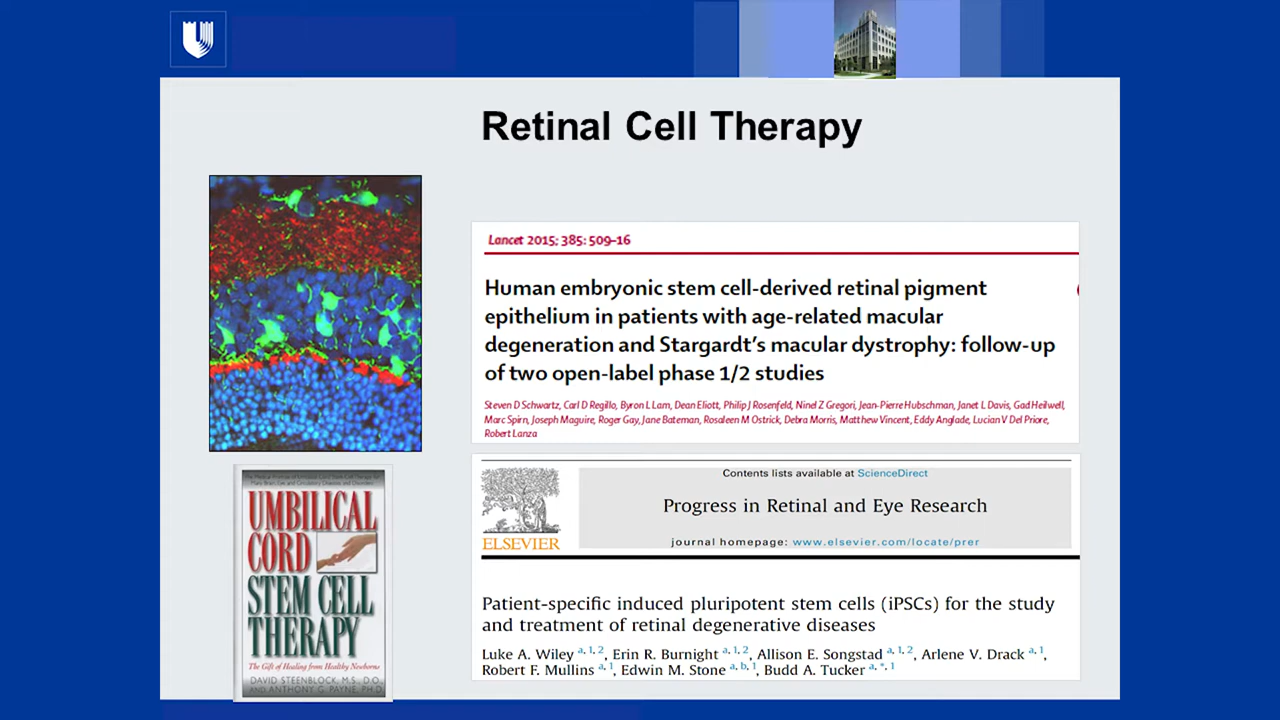 Retinal Cell Therapy
Lancet 2015; 385: 509–16
Human embryonic stem cell-derived retinal pigment
epithelium in patients with age-related macular
degeneration and Stargardt's macular dystrophy: follow-up
of two open-label phase 1/2 studies
Steven D Schwartz, Carl D Regillo, Byron L Lam, Dean Eliott, Philip J Rosenfeld, Ninel Z Gregori, Jean-Pierre Hubschman, Janet L Davis, Gad Heilwell,
Marc Spirn, Joseph Maguire, Roger Gay, Jane Bateman, Rosaleen M Ostrick, Debra Morris, Matthew Vincent, Eddy Anglade, Lucian V Del Priore,
Robert Lanza
ELSEVIER
Contents lists available at ScienceDirect
Progress in Retinal and Eye Research
journal homepage: www.elsevier.com/locate/prer
Patient-specific induced pluripotent stem cells (iPSCs) for the study
and treatment of retinal degenerative diseases
Luke A. Wiley a, 1, 2, Erin R. Burnight a, 1, 2, Allison E. Songstad a, 1, 2, Arlene V. Drack a, 1,
Robert F. Mullins a, 1, Edwin M. Stone a, b, 1, Budd A. Tucker a, *, 1
UMBILICAL
CORD
STEM CELL
THERAPY
The Gift of Healing from Healthy Newborns
DAVID STEENBLOCK, M.S., D.O.
AND ANTHONY G. PAYNE, PH.D.